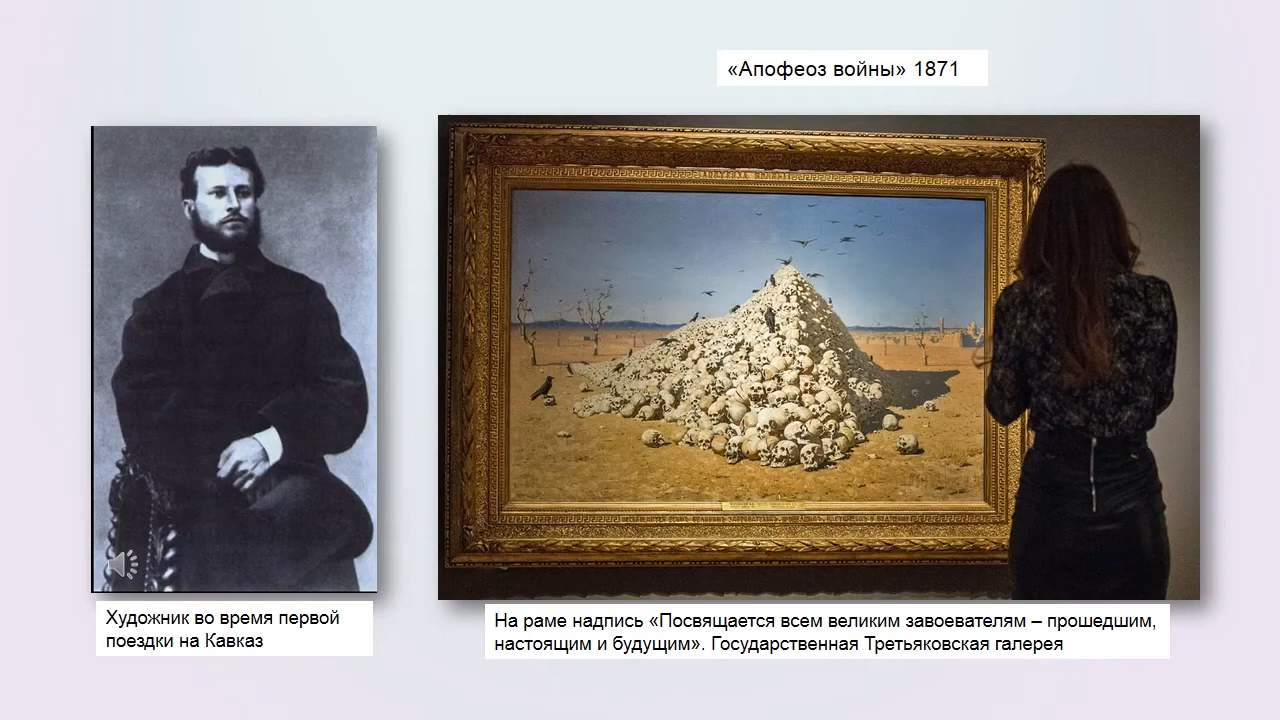 «Апофеоз войны» 1871
Художник во время первой
поездки на Кавказ
На раме надпись «Посвящается всем великим завоевателям – прошедшим,
настоящим и будущим». Государственная Третьяковская галерея